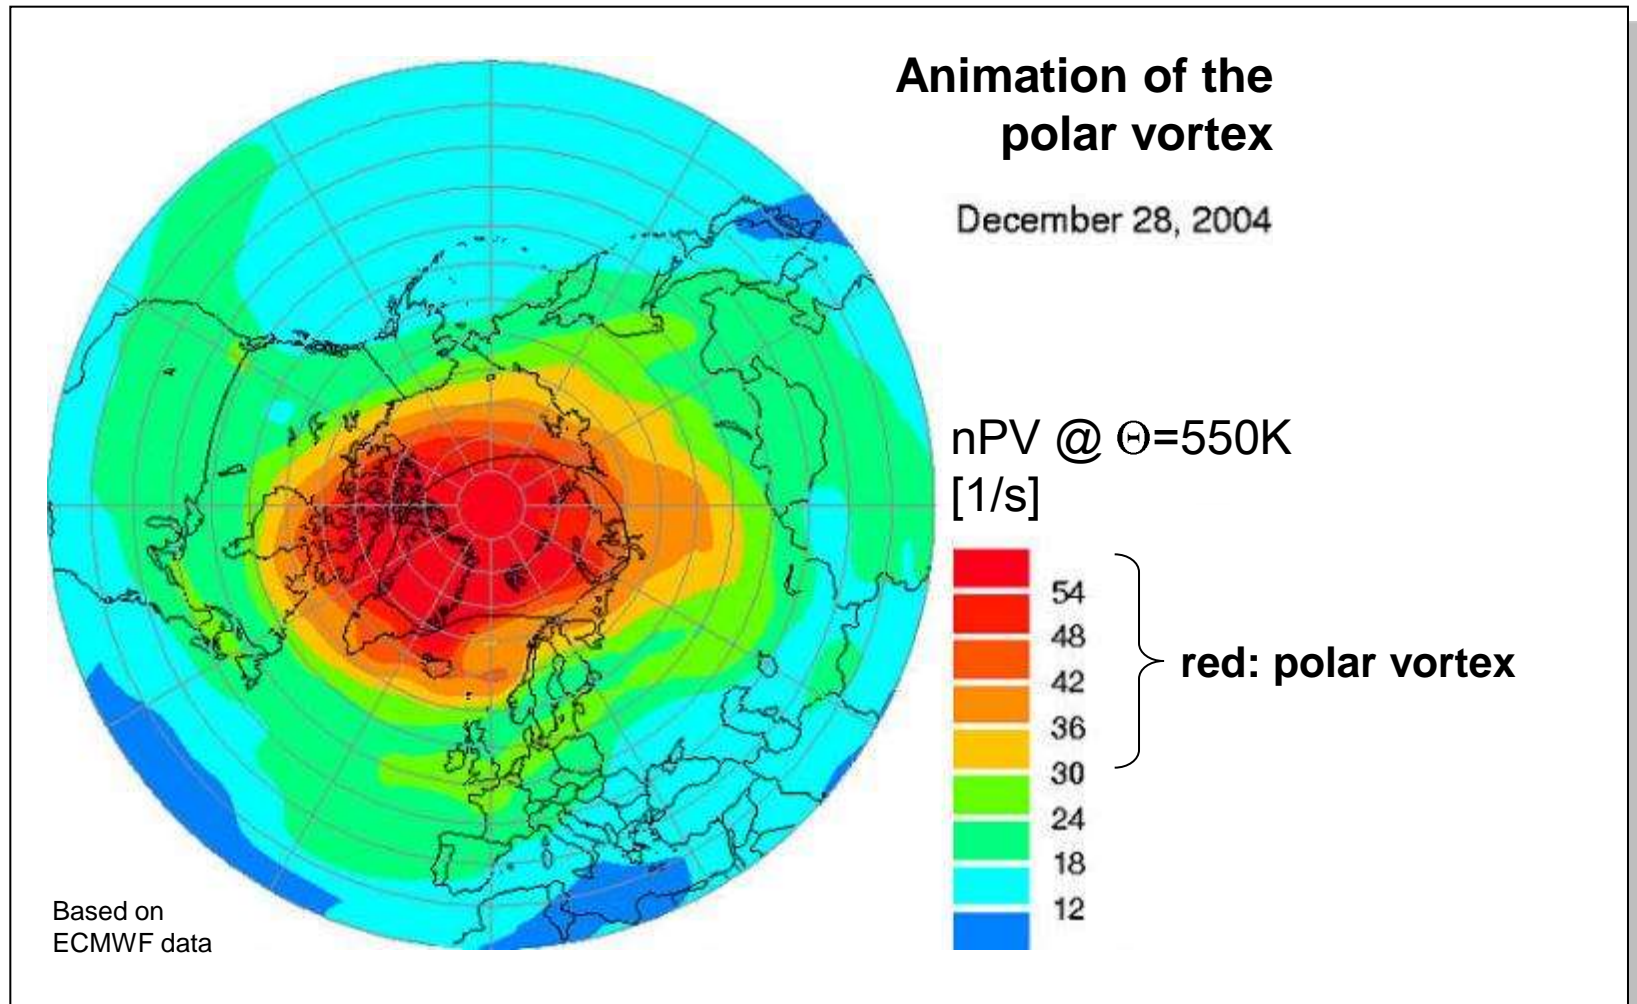 Animation of the
polar vortex
December 28, 2004
nPV @ Θ=550K
[1/s]
54
48
42
36
30
24
18
12
red: polar vortex
Based on
ECMWF data